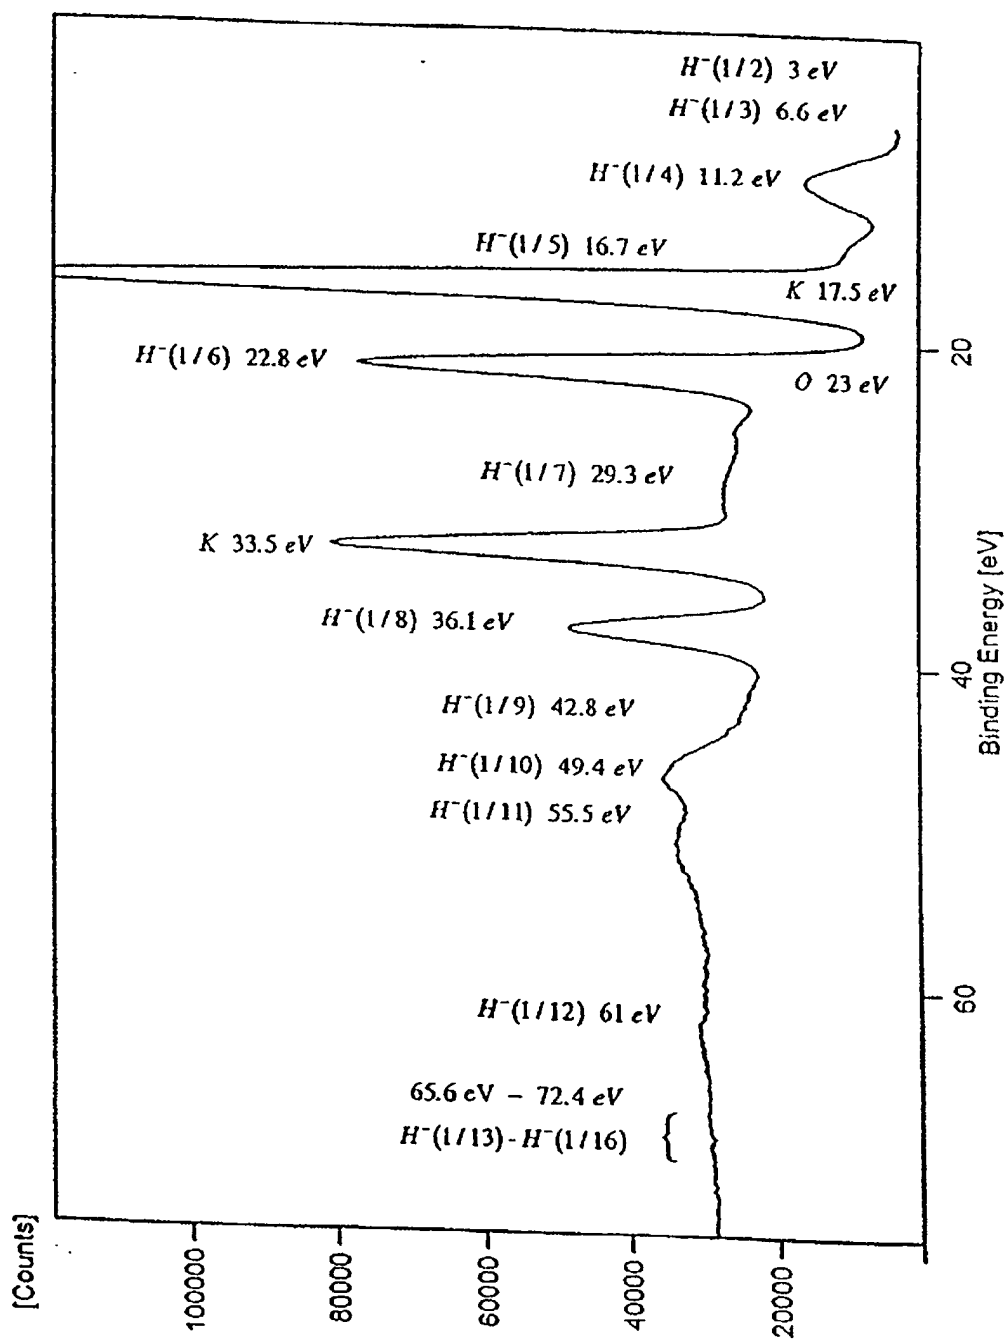 H⁻(1/2) 3 eV
H⁻(1/3) 6.6 eV
H⁻(1/4) 11.2 eV
H⁻(1/5) 16.7 eV
K 17.5 eV
H⁻(1/6) 22.8 eV
O 23 eV
H⁻(1/7) 29.3 eV
K 33.5 eV
H⁻(1/8) 36.1 eV
H⁻(1/9) 42.8 eV
H⁻(1/10) 49.4 eV
H⁻(1/11) 55.5 eV
H⁻(1/12) 61 eV
65.6 eV – 72.4 eV
H⁻(1/13) - H⁻(1/16) {
20
40
60
Binding Energy [eV]
[Counts]
100000
80000
60000
40000
20000